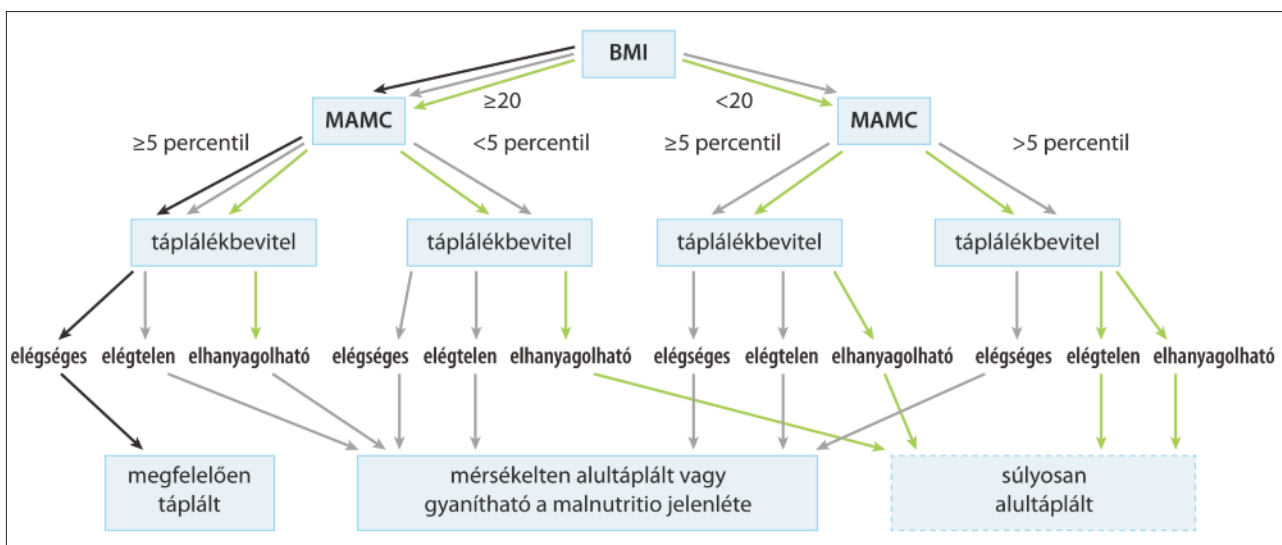 BMI
≥20
<20
MAMC
MAMC
≥5 percentil
<5 percentil
≥5 percentil
>5 percentil
táplálékbevitel
táplálékbevitel
táplálékbevitel
táplálékbevitel
elégséges
elégtelen
elhanyagolható
elégséges
elégtelen
elhanyagolható
elégséges
elégtelen
elhanyagolható
elégséges
elégtelen
elhanyagolható
megfelelően
táplált
mérsékelten alultáplált vagy
gyanítható a malnutritio jelenléte
súlyosan
alultáplált